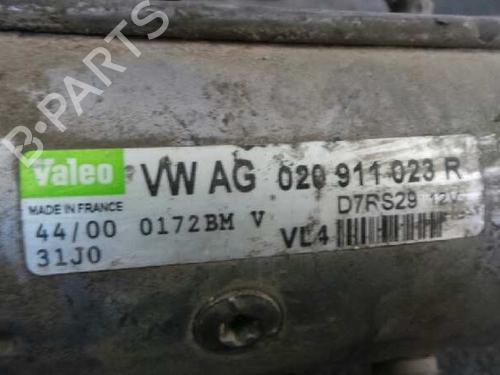 B-PARTS
Valeo VW AG 020 911 023 R
MADE IN FRANCE D7RS29 12V
44/00 0172BM V VL4
31J0